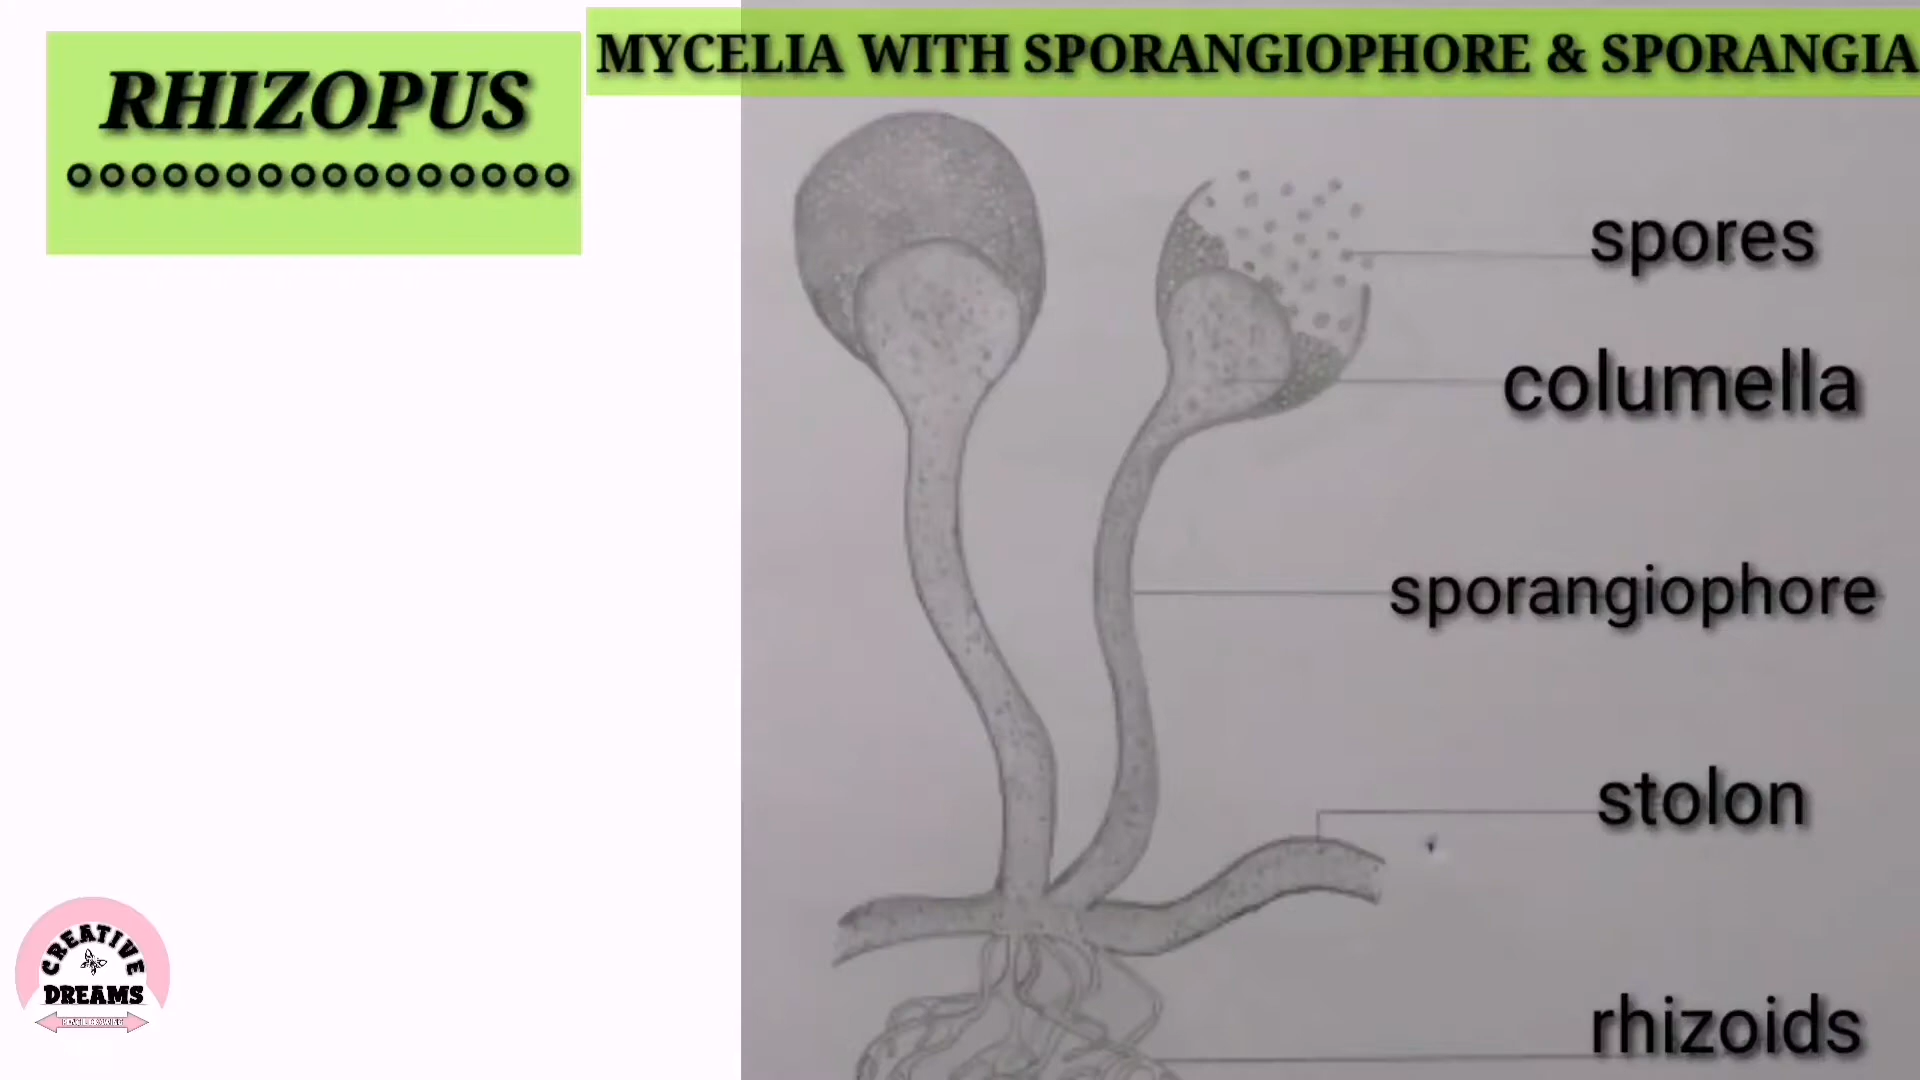 RHIZOPUS
MYCELIA WITH SPORANGIOPHORE & SPORANGIA
spores
columella
sporangiophore
stolon
rhizoids
CREATIVE
DREAMS